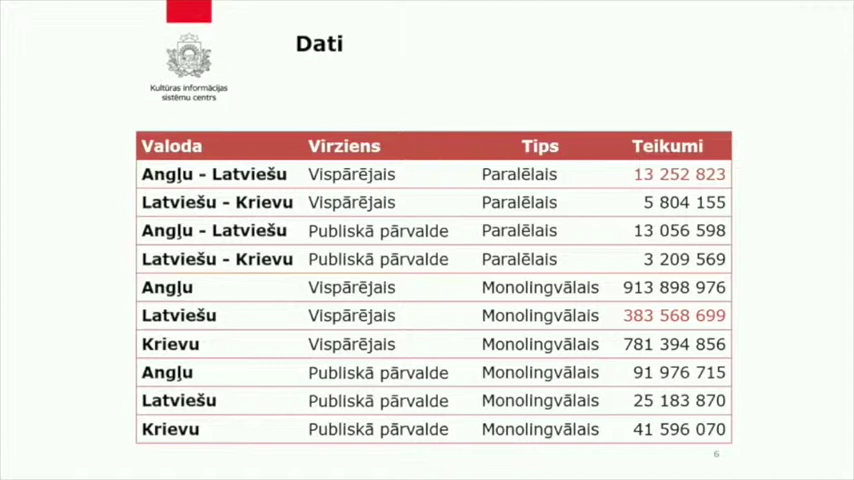 Dati
Kultūras informācijas
sistēmu centrs
Valoda Virziens Tips Teikumi
Angļu - Latviešu Vispārējais Paralēlais 13 252 823
Latviešu - Krievu Vispārējais Paralēlais 5 804 155
Angļu - Latviešu Publiskā pārvalde Paralēlais 13 056 598
Latviešu - Krievu Publiskā pārvalde Paralēlais 3 209 569
Angļu Vispārējais Monolingvālais 913 898 976
Latviešu Vispārējais Monolingvālais 383 568 699
Krievu Vispārējais Monolingvālais 781 394 856
Angļu Publiskā pārvalde Monolingvālais 91 976 715
Latviešu Publiskā pārvalde Monolingvālais 25 183 870
Krievu Publiskā pārvalde Monolingvālais 41 596 070
6